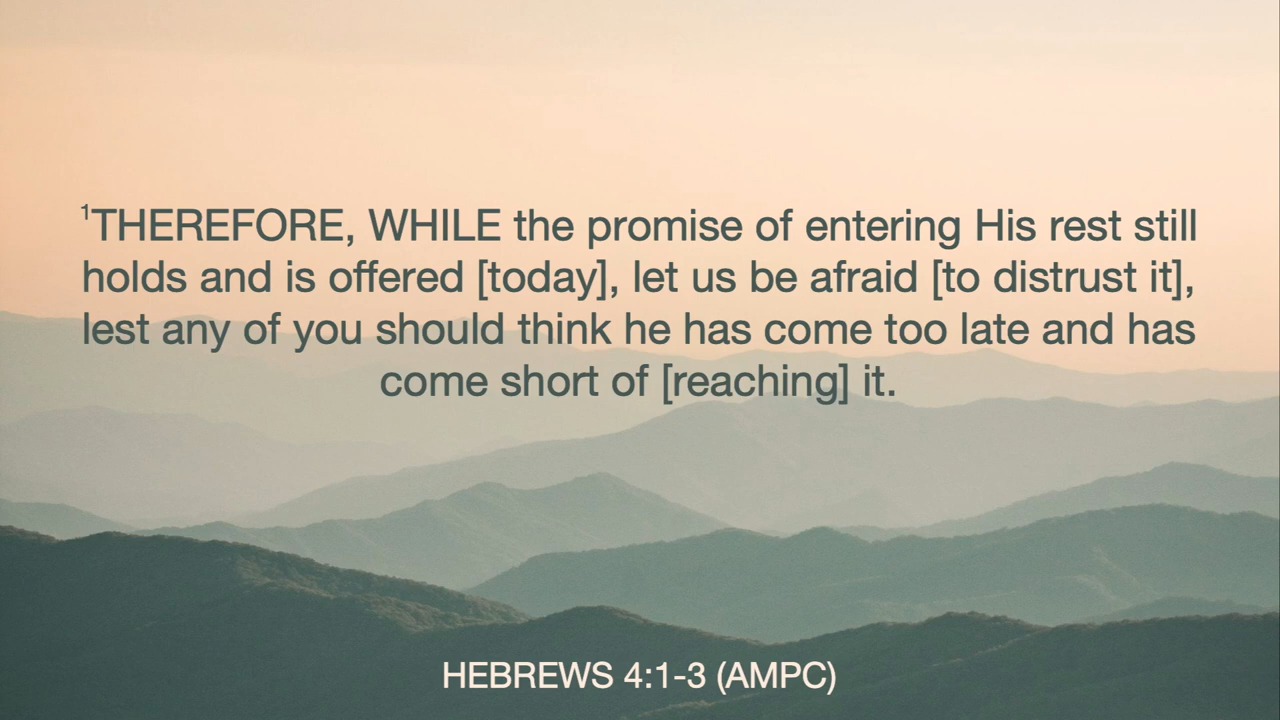 ¹THEREFORE, WHILE the promise of entering His rest still
holds and is offered [today], let us be afraid [to distrust it],
lest any of you should think he has come too late and has
come short of [reaching] it.
HEBREWS 4:1-3 (AMPC)